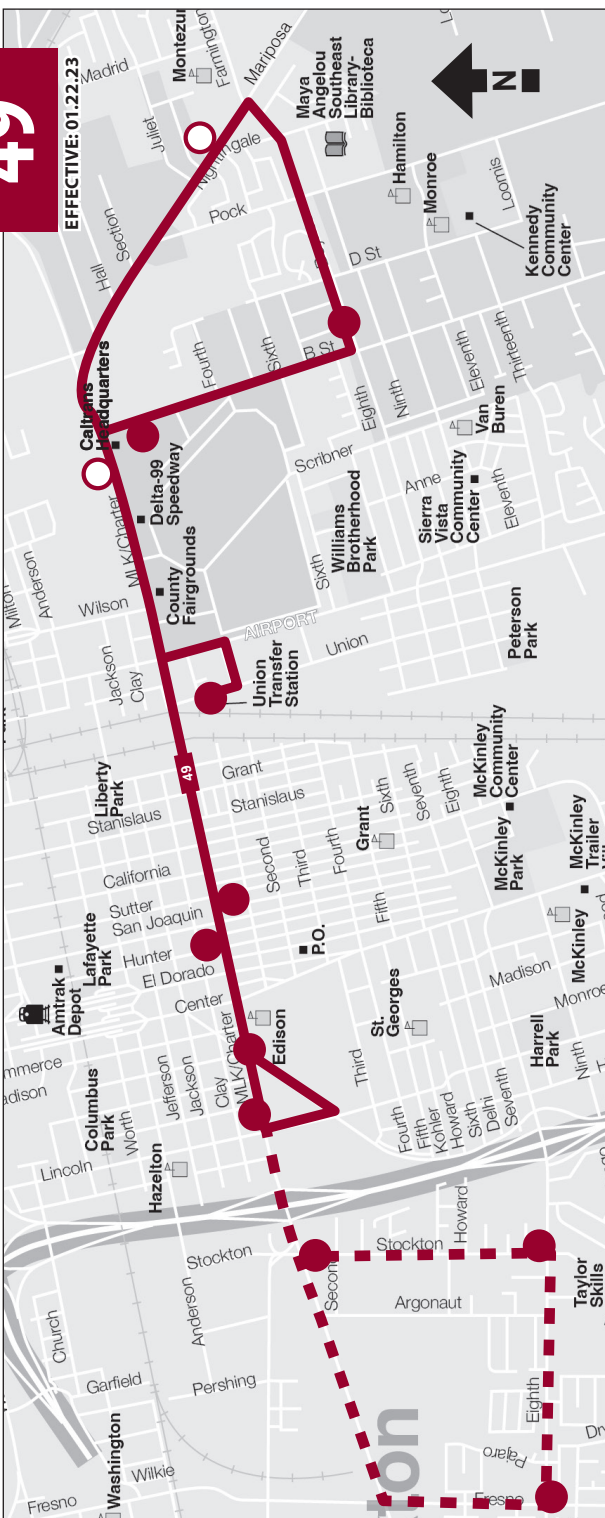 49
EFFECTIVE: 01.22.23
Madrid
Farmington
Mariposa
Juliet
Nightingale
Maya
Angelou
Southeast
Library-
Biblioteca
N
Hall
Section
Pock
Hamilton
Monroe
Loomis
D St
Kennedy
Community
Center
Fourth
Sixth
B St
Eighth
Ninth
Eleventh
Thirteenth
Caltrans
Headquarters
Delta-99
Speedway
Scribner
Van
Buren
Anne
Sierra
Vista
Community
Center
Eleventh
Williams
Brotherhood
Park
Sixth
MLK/Charter
County
Fairgrounds
Milton
Anderson
Wilson
AIRPORT
Union
Peterson
Park
Jackson
Clay
Union
Transfer
Station
49
Liberty
Park
Stanislaus
Grant
Stanislaus
Sixth
Seventh
Eighth
McKinley
Community
Center
California
Second
Third
Fourth
Grant
McKinley
Park
McKinley
Trailer
Sutter
San Joaquin
Fifth
Hunter
El Dorado
P.O.
McKinley
Lafayette
Park
Amtrak
Depot
Center
Madison
Monroe
MLK/Charter
Edison
St.
Georges
Harrell
Park
Ninth
Columbus
Park
Worth
Jefferson
Jackson
Clay
Third
Fourth
Fifth
Kohler
Howard
Sixth
Delhi
Seventh
Lincoln
Hazelton
Stockton
Second
Stockton
Howard
Church
Anderson
Argonaut
Taylor
Skills
Garfield
Pershing
Eighth
Washington
Wilkie
Pajaro
Fresno
Fresno